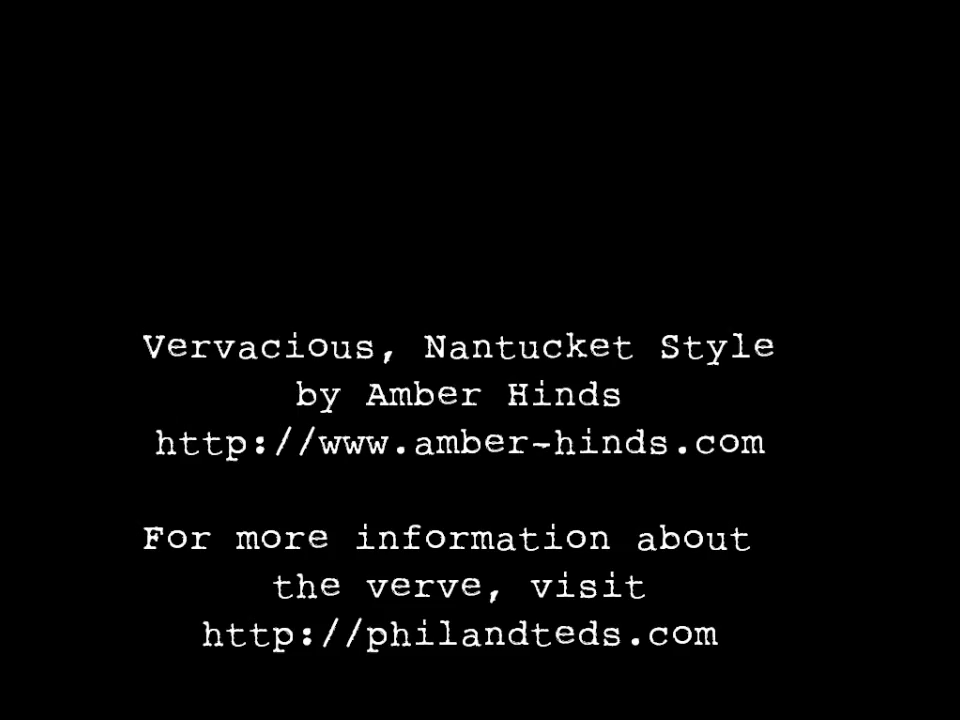 Vervacious, Nantucket Style
by Amber Hinds
http://www.amber-hinds.com
For more information about
the verve, visit
http://philandteds.com